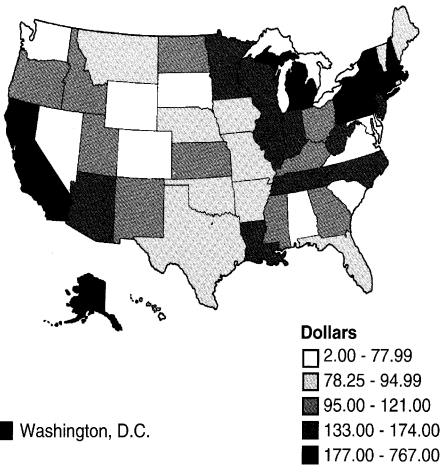 Dollars
2.00 - 77.99
78.25 - 94.99
95.00 - 121.00
133.00 - 174.00
177.00 - 767.00
Washington, D.C.